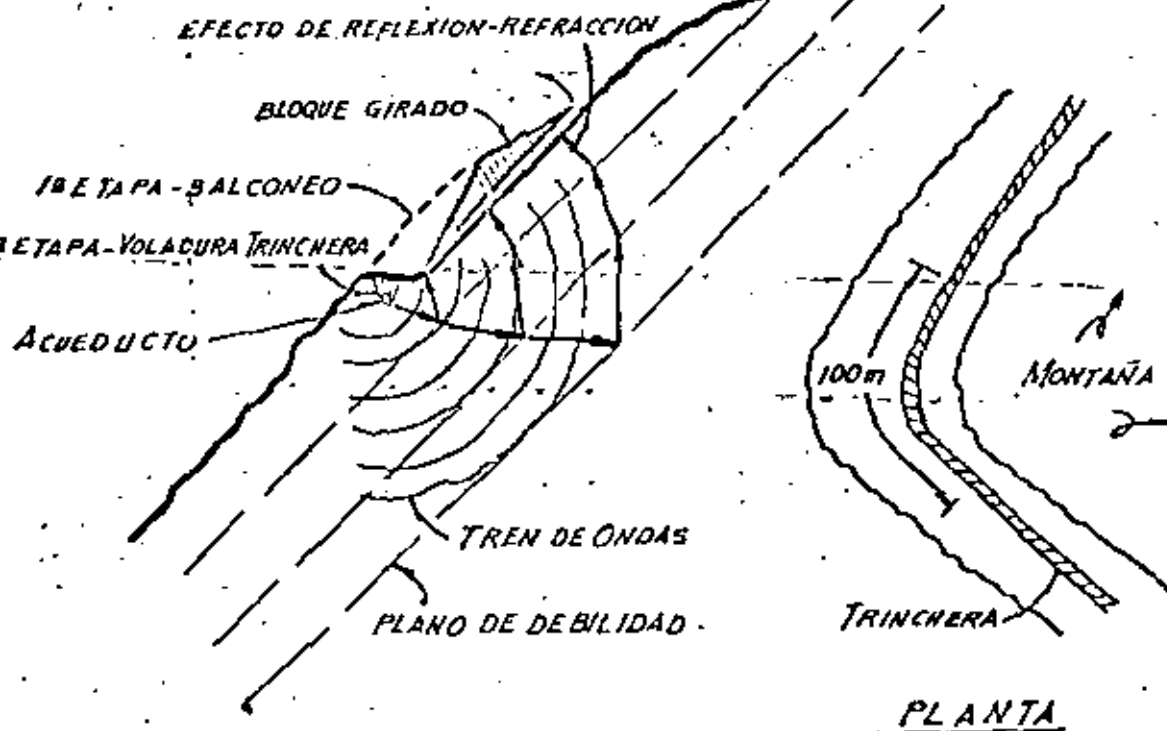 EFECTO DE REFLEXION-REFRACCION
BLOQUE GIRADO
1ª ETAPA-BALCONEO
ª ETAPA-VOLADURA TRINCHERA
ACUEDUCTO
TREN DE ONDAS
PLANO DE DEBILIDAD.
100m
MONTAÑA
TRINCHERA
PLANTA